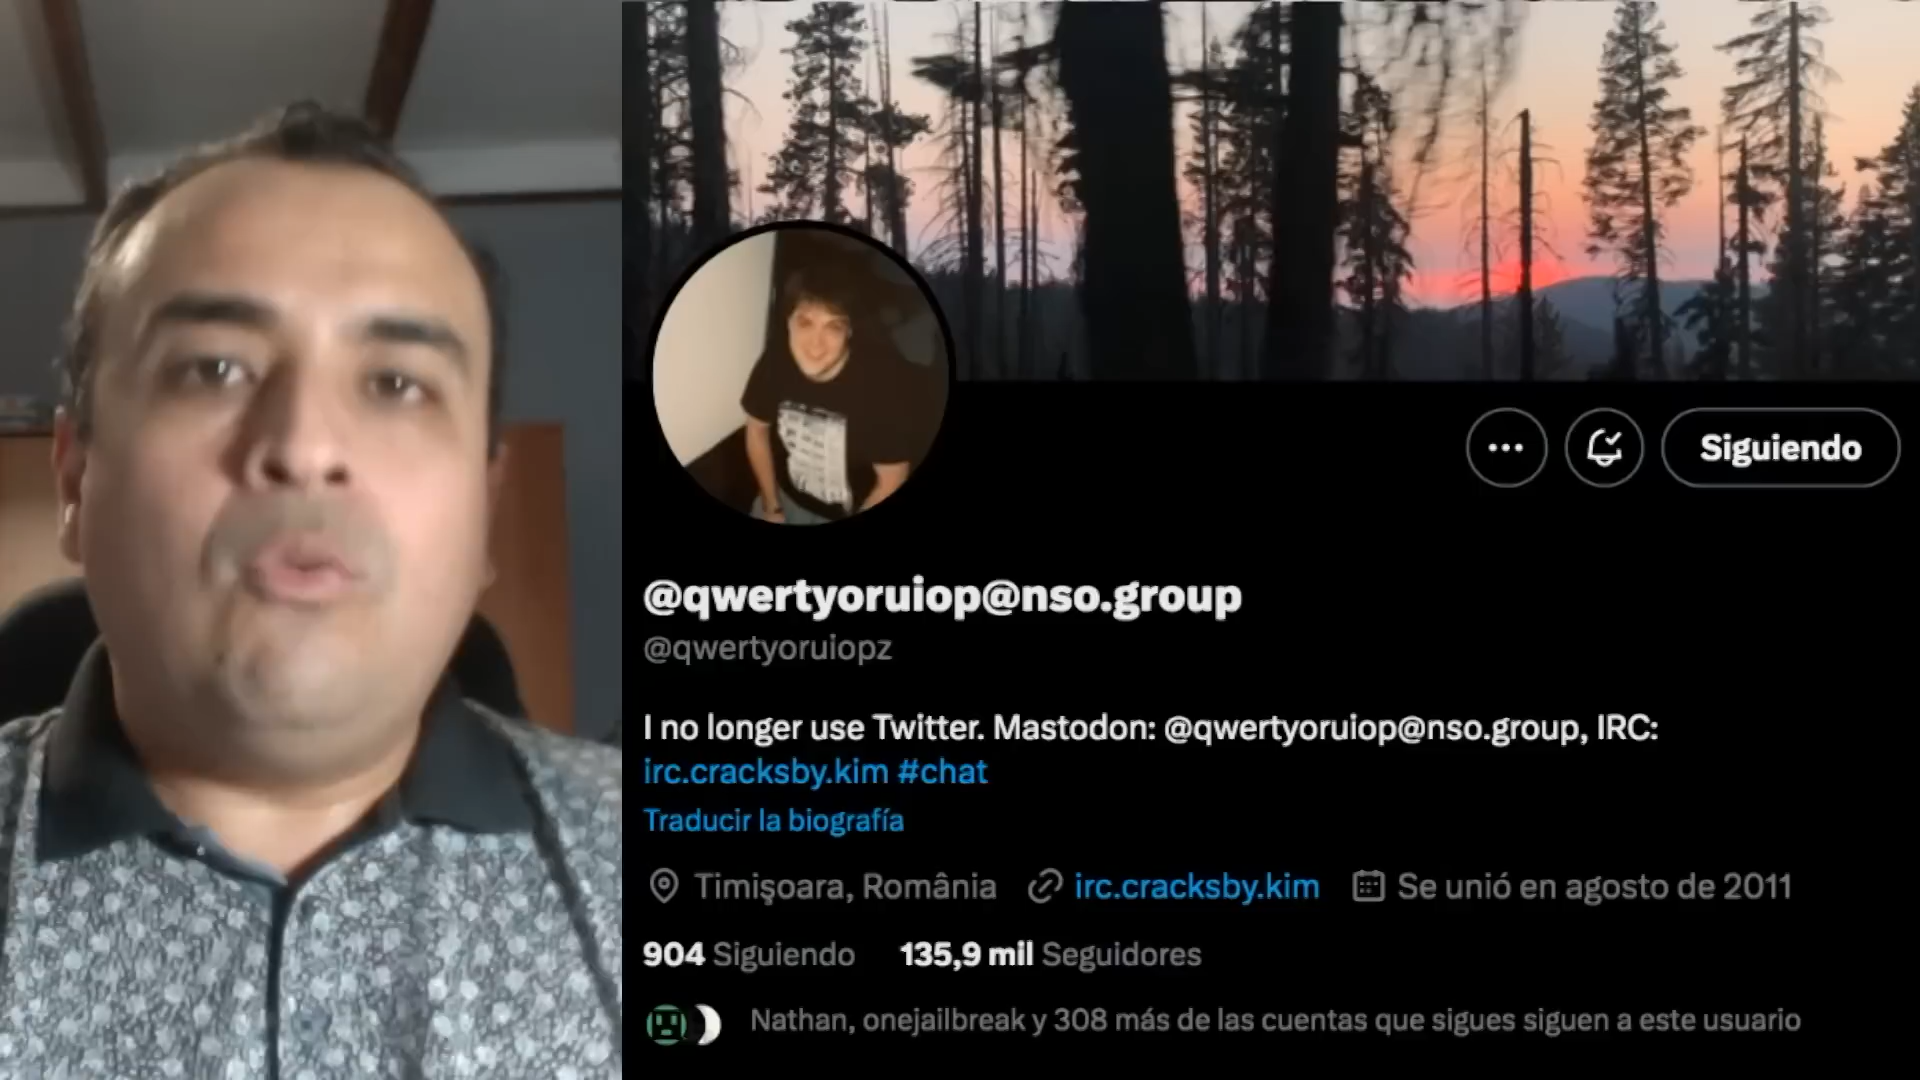 Siguiendo
@qwertyoruiop@nso.group
@qwertyoruiopz
I no longer use Twitter. Mastodon: @qwertyoruiop@nso.group, IRC:
irc.cracksby.kim #chat
Traducir la biografía
Timișoara, România irc.cracksby.kim Se unió en agosto de 2011
904 Siguiendo 135,9 mil Seguidores
Nathan, onejailbreak y 308 más de las cuentas que sigues siguen a este usuario